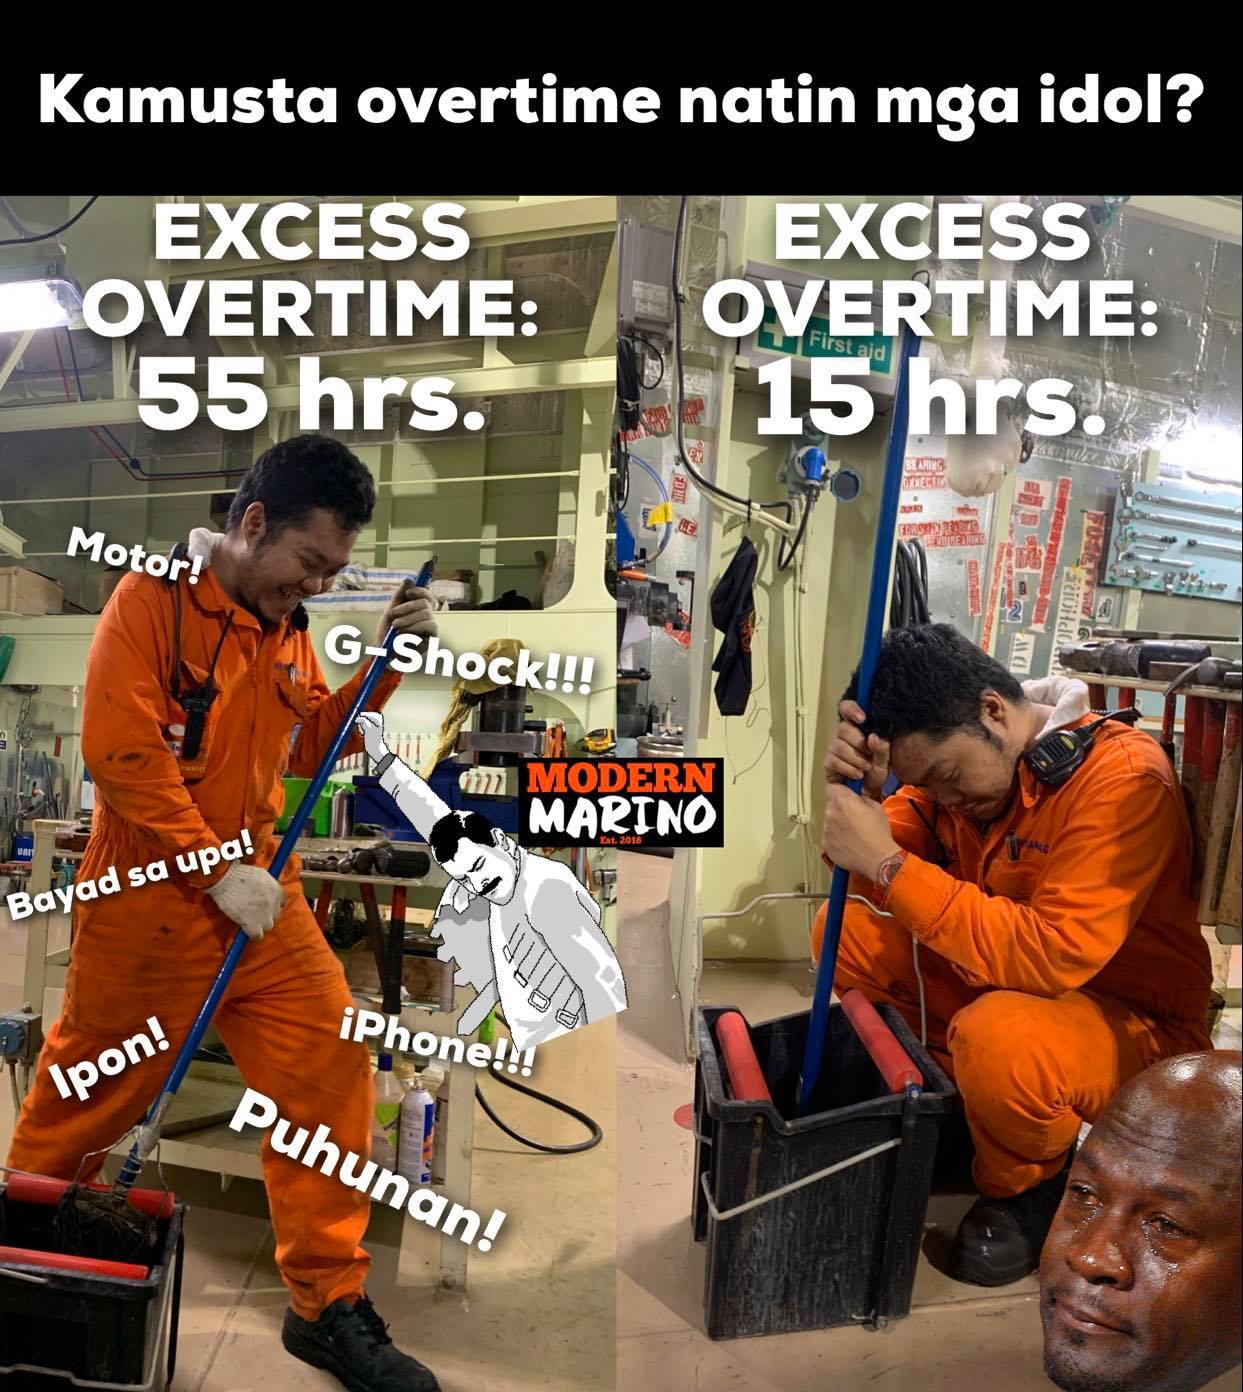 Kamusta overtime natin mga idol?
EXCESS
OVERTIME:
55 hrs.
Motor!
G-Shock!!!
Bayad sa upa!
Ipon!
iPhone!!!
Puhunan!
MODERN
MARINO
Est. 2018
EXCESS
OVERTIME:
15 hrs.
First aid
BEARING